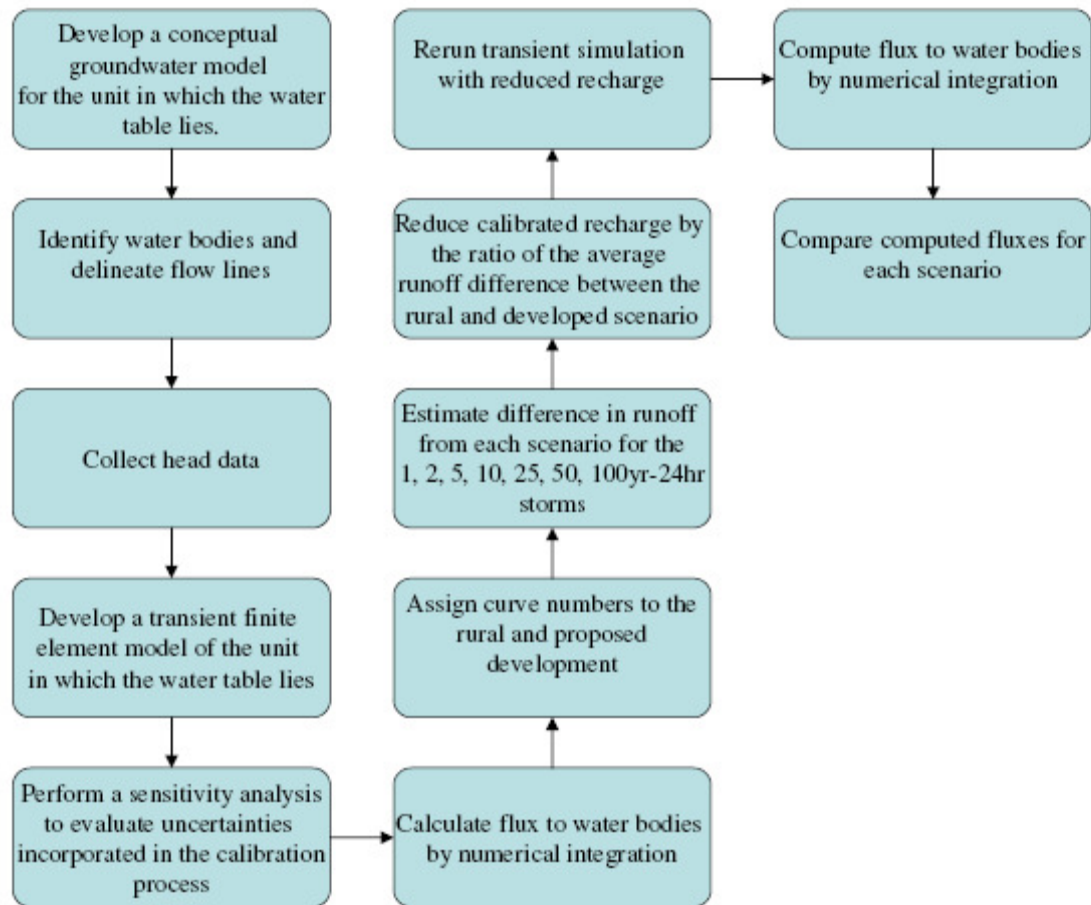 Develop a conceptual
groundwater model
for the unit in which the water
table lies.
Identify water bodies and
delineate flow lines
Collect head data
Develop a transient finite
element model of the unit
in which the water table lies
Perform a sensitivity analysis
to evaluate uncertainties
incorporated in the calibration
process
Calculate flux to water bodies
by numerical integration
Assign curve numbers to the
rural and proposed
development
Estimate difference in runoff
from each scenario for the
1, 2, 5, 10, 25, 50, 100yr-24hr
storms
Reduce calibrated recharge by
the ratio of the average
runoff difference between the
rural and developed scenario
Rerun transient simulation
with reduced recharge
Compute flux to water bodies
by numerical integration
Compare computed fluxes for
each scenario